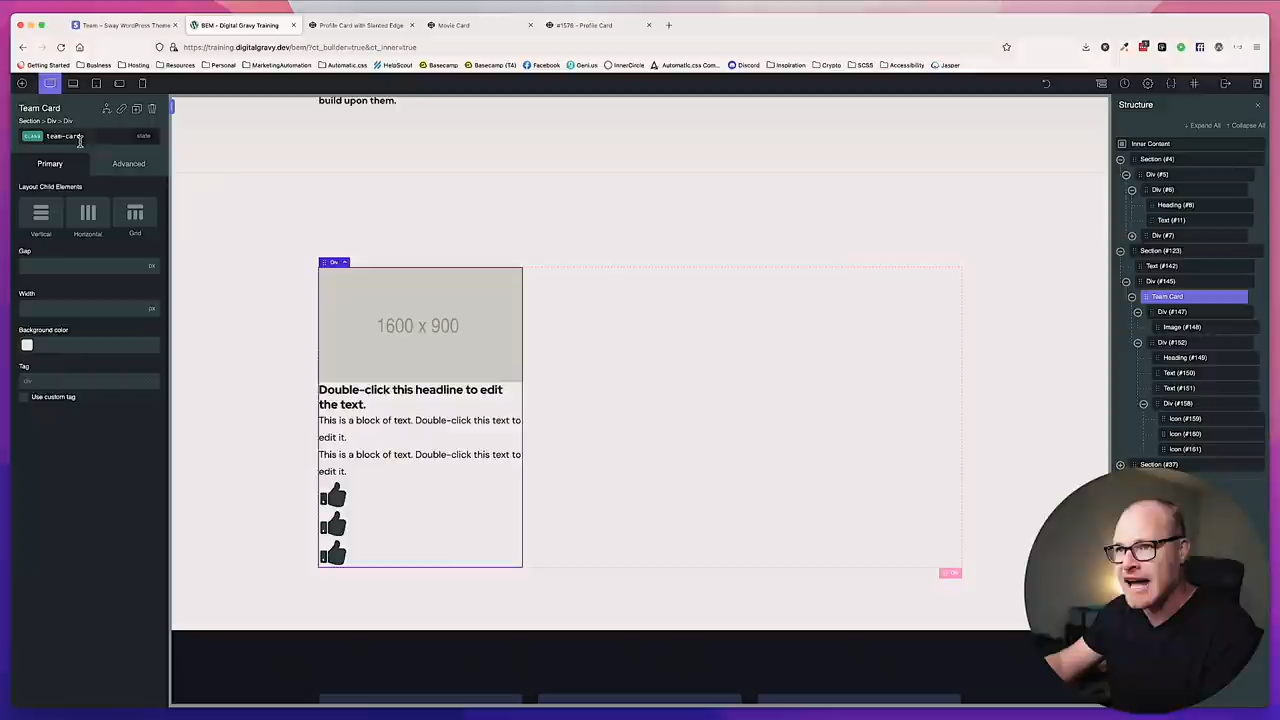 Team – Sway WordPress Theme
BEM - Digital Gravy Training
Profile Card with Slanted Edge
Movie Card
#1576 - Profile Card
https://training.digitalgravy.dev/bem/?ct_builder=true&ct_inner=true
Getting Started
Business
Hosting
Resources
Personal
MarketingAutomation
Automatic.css
HelpScout
Basecamp
Basecamp (T4)
Facebook
Geni.us
InnerCircle
Automatic.css Com...
Discord
Inspiration
Crypto
SCSS
Accessibility
Jasper
Team Card
Section > Div > Div
CLASS team-card
state
Primary
Advanced
Layout Child Elements
Vertical
Horizontal
Grid
Gap
px
Width
px
Background color
Tag
div
Use custom tag
build upon them.
Div
1600 x 900
Double-click this headline to edit
the text.
This is a block of text. Double-click this text to
edit it.
This is a block of text. Double-click this text to
edit it.
Div
Structure
Expand All
Collapse All
Inner Content
Section (#4)
Div (#5)
Div (#6)
Heading (#8)
Text (#11)
Div (#7)
Section (#123)
Text (#142)
Div (#145)
Team Card
Div (#147)
Image (#148)
Div (#152)
Heading (#149)
Text (#150)
Text (#151)
Div (#158)
Icon (#159)
Icon (#160)
Icon (#161)
Section (#37)